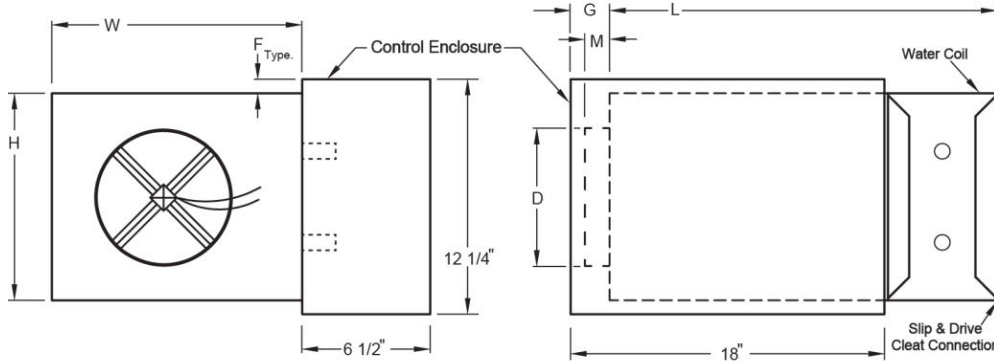 W
F Type.
Control Enclosure
H
12 1/4"
6 1/2"
G
L
M
Water Coil
D
18"
Slip & Drive
Cleat Connection